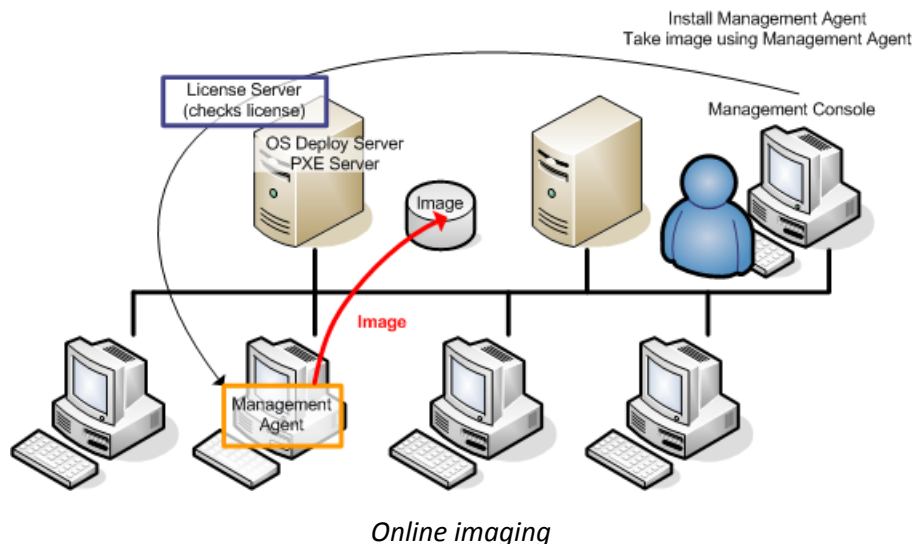 Install Management Agent
Take image using Management Agent
License Server
(checks license)
Management Console
OS Deploy Server
PXE Server
Image
Image
Management
Agent
Online imaging